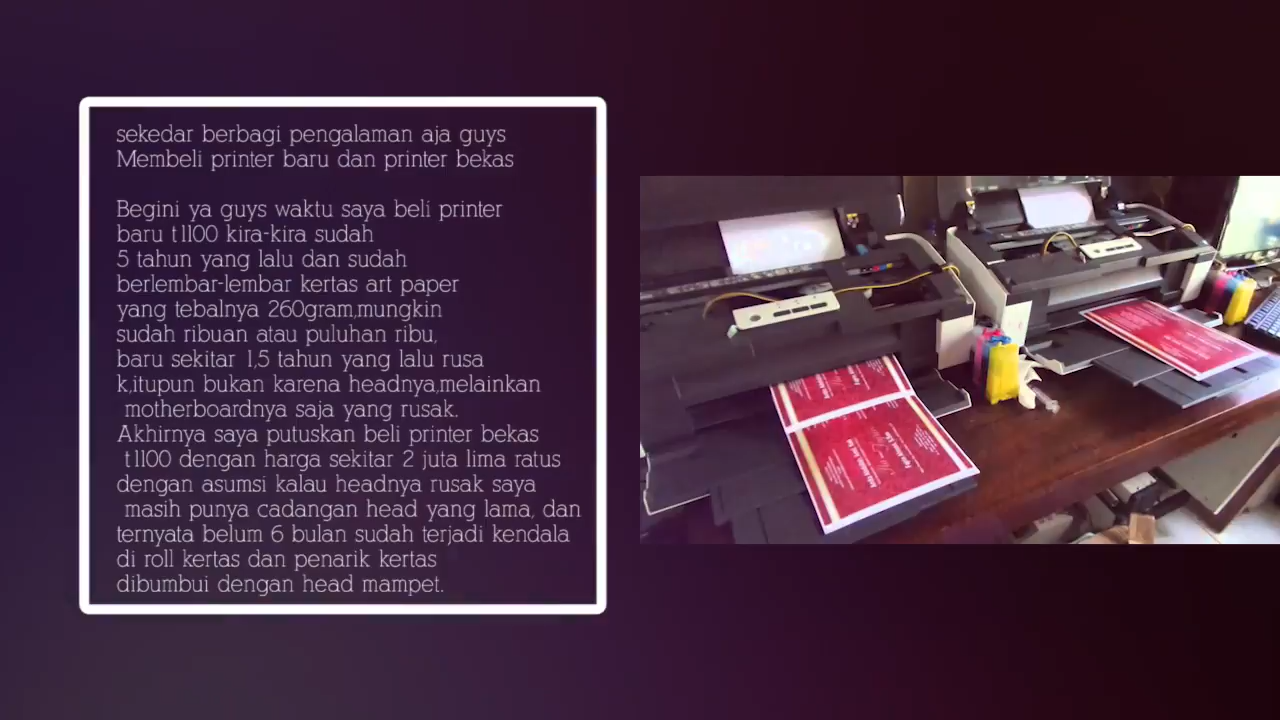 sekedar berbagi pengalaman aja guys
Membeli printer baru dan printer bekas
Begini ya guys waktu saya beli printer
baru t1100 kira-kira sudah
5 tahun yang lalu dan sudah
berlembar-lembar kertas art paper
yang tebalnya 260gram,mungkin
sudah ribuan atau puluhan ribu,
baru sekitar 1,5 tahun yang lalu rusa
k,itupun bukan karena headnya,melainkan
motherboardnya saja yang rusak.
Akhirnya saya putuskan beli printer bekas
t1100 dengan harga sekitar 2 juta lima ratus
dengan asumsi kalau headnya rusak saya
masih punya cadangan head yang lama, dan
ternyata belum 6 bulan sudah terjadi kendala
di roll kertas dan penarik kertas
dibumbui dengan head mampet.